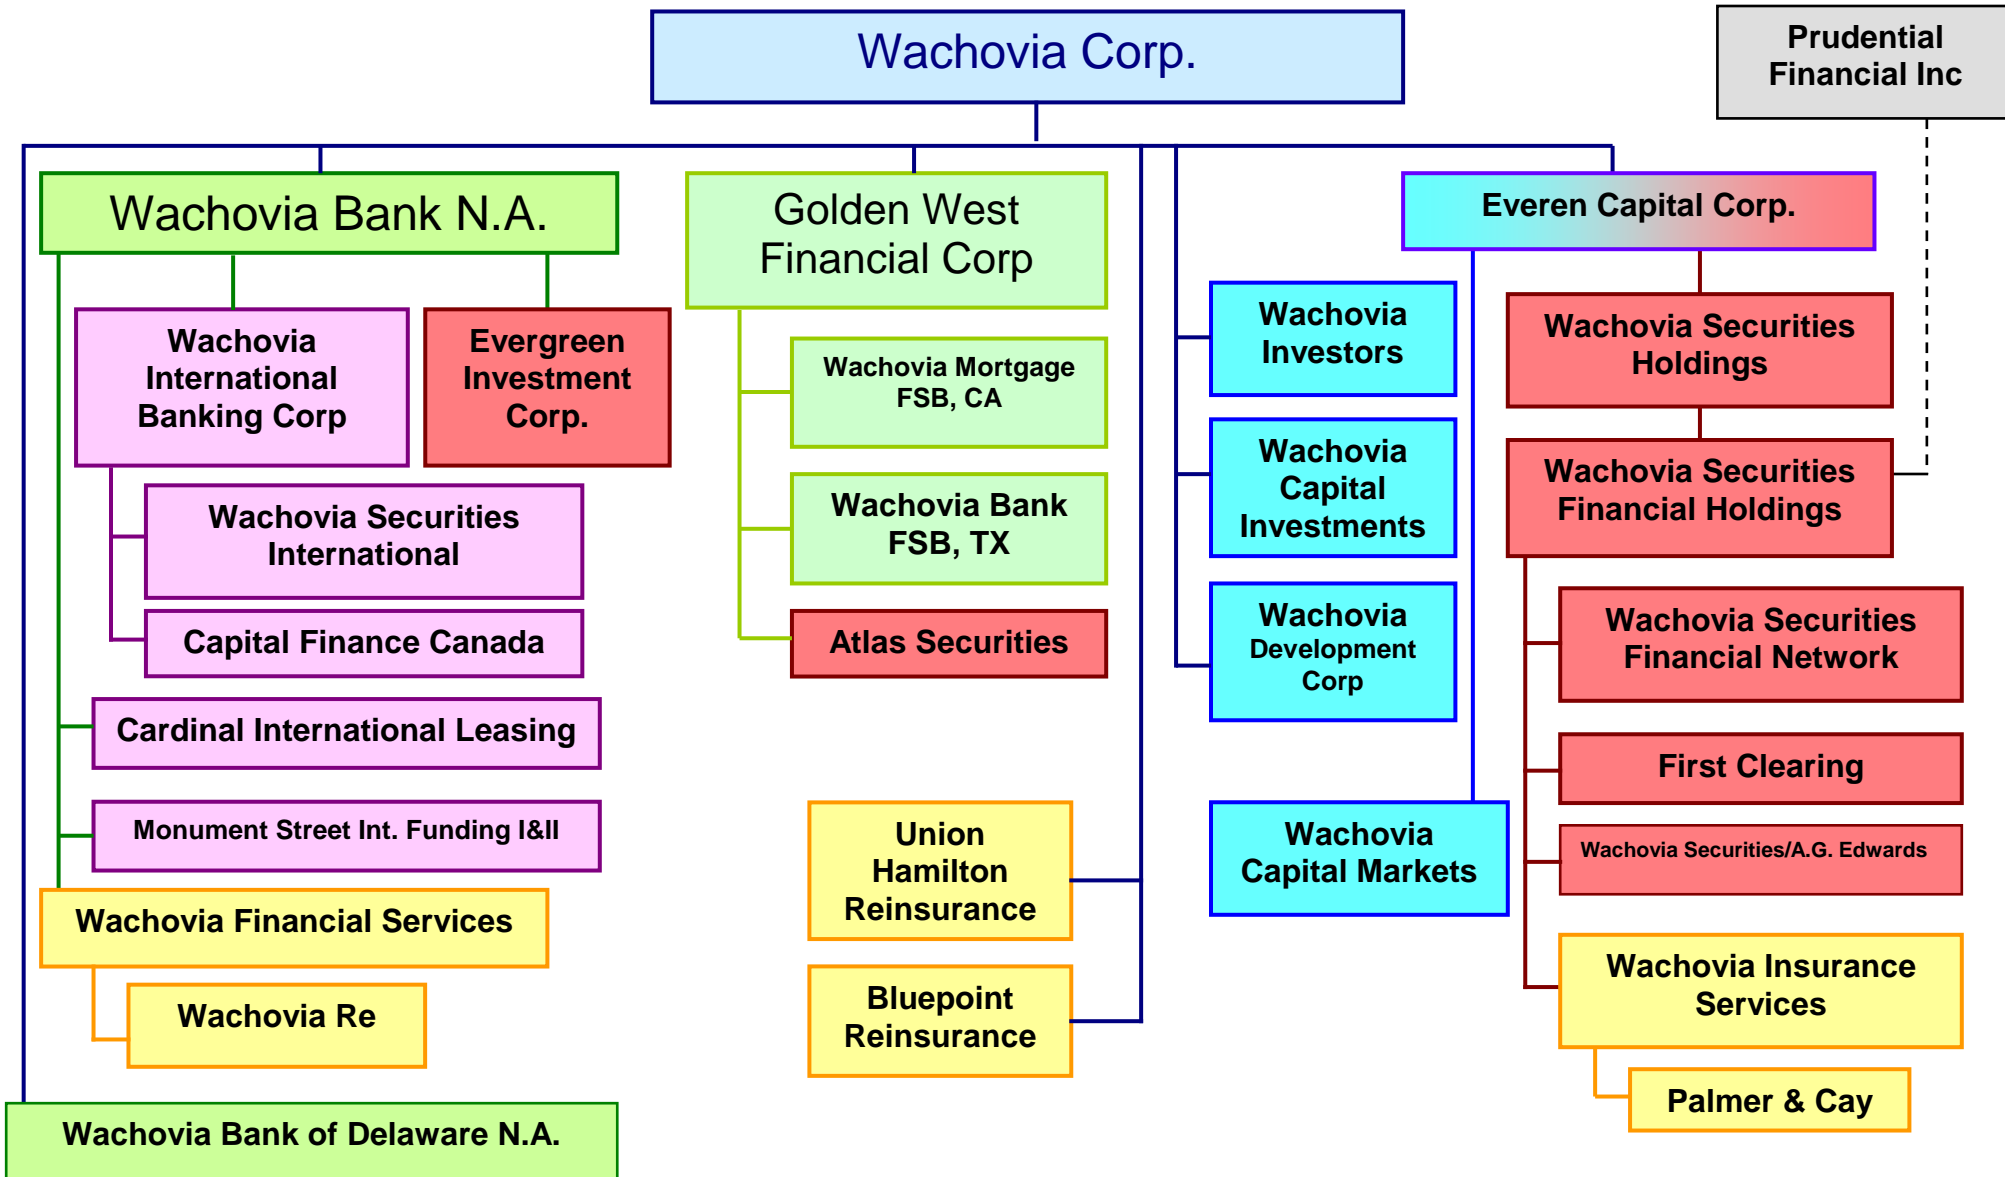 Wachovia Corp.
Prudential
Financial Inc
Wachovia Bank N.A.
Golden West
Financial Corp
Everen Capital Corp.
Wachovia
International
Banking Corp
Evergreen
Investment
Corp.
Wachovia Securities
International
Capital Finance Canada
Cardinal International Leasing
Monument Street Int. Funding I&II
Wachovia Financial Services
Wachovia Re
Wachovia Bank of Delaware N.A.
Wachovia Mortgage
FSB, CA
Wachovia Bank
FSB, TX
Atlas Securities
Union
Hamilton
Reinsurance
Bluepoint
Reinsurance
Wachovia
Investors
Wachovia
Capital
Investments
Wachovia
Development
Corp
Wachovia
Capital Markets
Wachovia Securities
Holdings
Wachovia Securities
Financial Holdings
Wachovia Securities
Financial Network
First Clearing
Wachovia Securities/A.G. Edwards
Wachovia Insurance
Services
Palmer & Cay